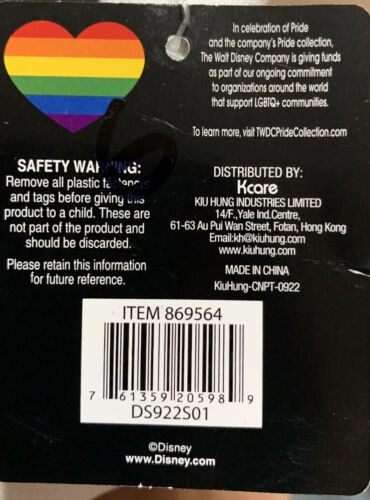 In celebration of Pride
and the company's Pride collection,
The Walt Disney Company is giving funds
as part of our ongoing commitment
to organizations around the world
that support LGBTQ+ communities.
To learn more, visit TWDCPrideCollection.com
SAFETY WARNING:
Remove all plastic fasteners
and tags before giving this
product to a child. These are
not part of the product and
should be discarded.
Please retain this information
for future reference.
DISTRIBUTED BY:
Kcare
KIU HUNG INDUSTRIES LIMITED
14/F.,Yale Ind.Centre,
61-63 Au Pui Wan Street, Fotan, Hong Kong
Email:kh@kiuhung.com
www.kiuhung.com
MADE IN CHINA
KiuHung-CNPT-0922
ITEM 869564
7 61359 20598 9
DS922S01
©Disney
www.Disney.com